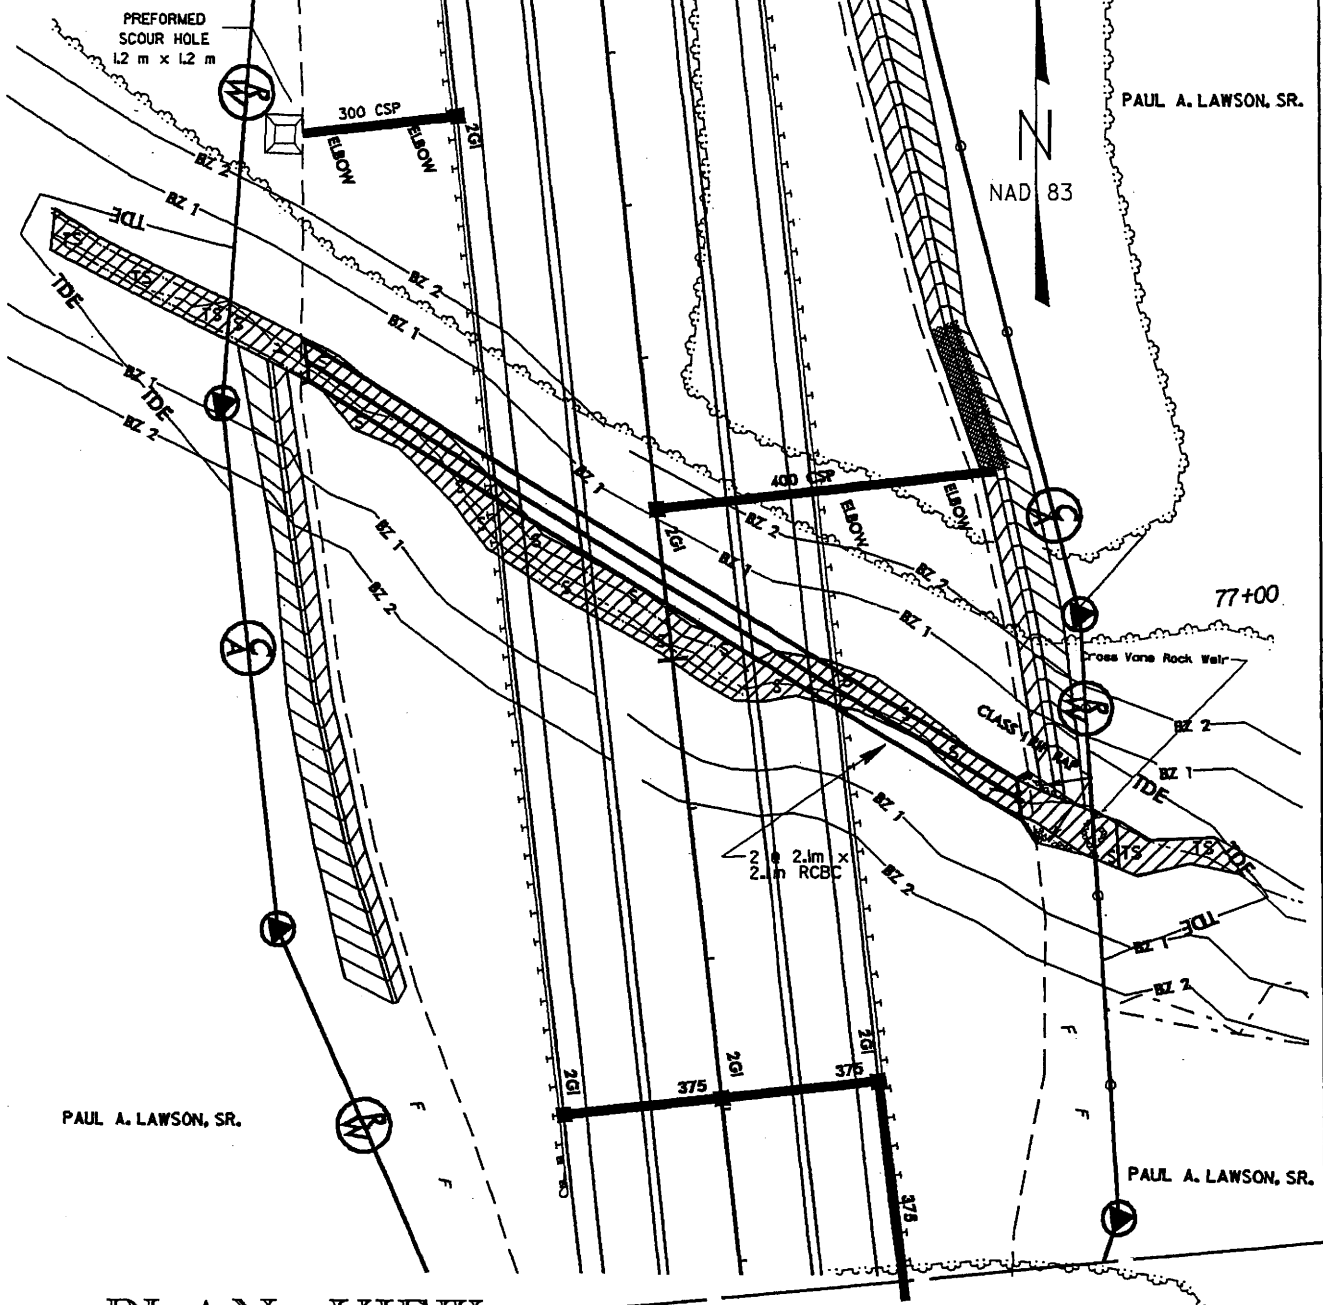 PREFORMED
SCOUR HOLE
1.2 m x 1.2 m
R
W
300 CSP
ELBOW
ELBOW
2GI
PAUL A. LAWSON, SR.
N
NAD 83
BZ 2
BZ 1
TDE
TDE
BZ 2
BZ 1
BZ 1
TDE
BZ 2
BZ 1
400 CSP
ELBOW
ELBOW
2GI
BZ 2
BZ 1
BZ 2
C
A
BZ 1
BZ 2
BZ 1
77+00
C
A
Cross Vane Rock Weir
R
W
CLASS I RIP RAP
BZ 2
BZ 1
TDE
BZ 1
2 @ 2.1m x
2.1m RCBC
BZ 2
TS
TS
TDE
TDE
BZ 1
BZ 2
F
F
2GI
2GI
2GI
375
375
F
F
F
PAUL A. LAWSON, SR.
R
W
PAUL A. LAWSON, SR.
375
PLAN VIEW